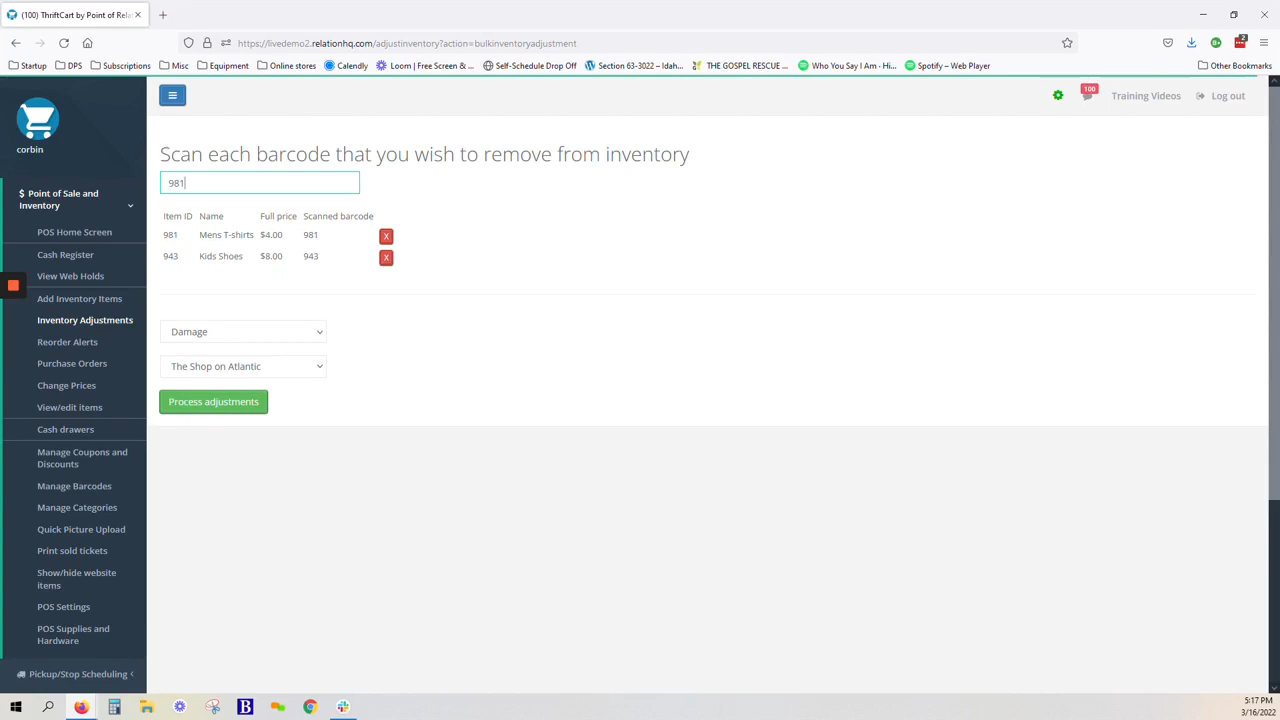 (100) ThriftCart by Point of Rela
https://livedemo2.relationhq.com/adjustinventory?action=bulkinventoryadjustment
2
Startup
DPS
Subscriptions
Misc
Equipment
Online stores
Calendly
Loom | Free Screen & ...
Self-Schedule Drop Off
Section 63-3022 – Idah...
THE GOSPEL RESCUE ...
Who You Say I Am - Hi...
Spotify – Web Player
Other Bookmarks
corbin
100
Training Videos
Log out
$ Point of Sale and
Inventory
POS Home Screen
Cash Register
View Web Holds
Add Inventory Items
Inventory Adjustments
Reorder Alerts
Purchase Orders
Change Prices
View/edit items
Cash drawers
Manage Coupons and
Discounts
Manage Barcodes
Manage Categories
Quick Picture Upload
Print sold tickets
Show/hide website
items
POS Settings
POS Supplies and
Hardware
Pickup/Stop Scheduling
Scan each barcode that you wish to remove from inventory
981
Item ID Name Full price Scanned barcode
981 Mens T-shirts $4.00 981 X
943 Kids Shoes $8.00 943 X
Damage
The Shop on Atlantic
Process adjustments
B
5:17 PM
3/16/2022